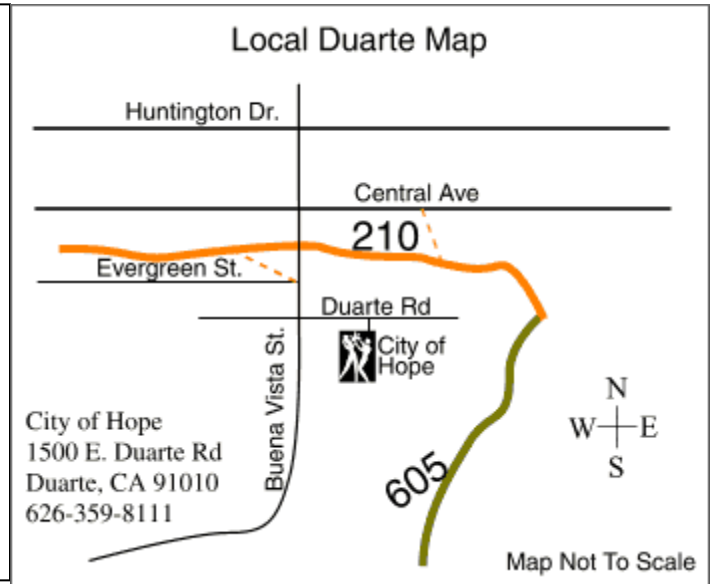 Local Duarte Map
Huntington Dr.
Central Ave
210
Evergreen St.
Duarte Rd
City of
Hope
Buena Vista St.
605
N
W E
S
City of Hope
1500 E. Duarte Rd
Duarte, CA 91010
626-359-8111
Map Not To Scale